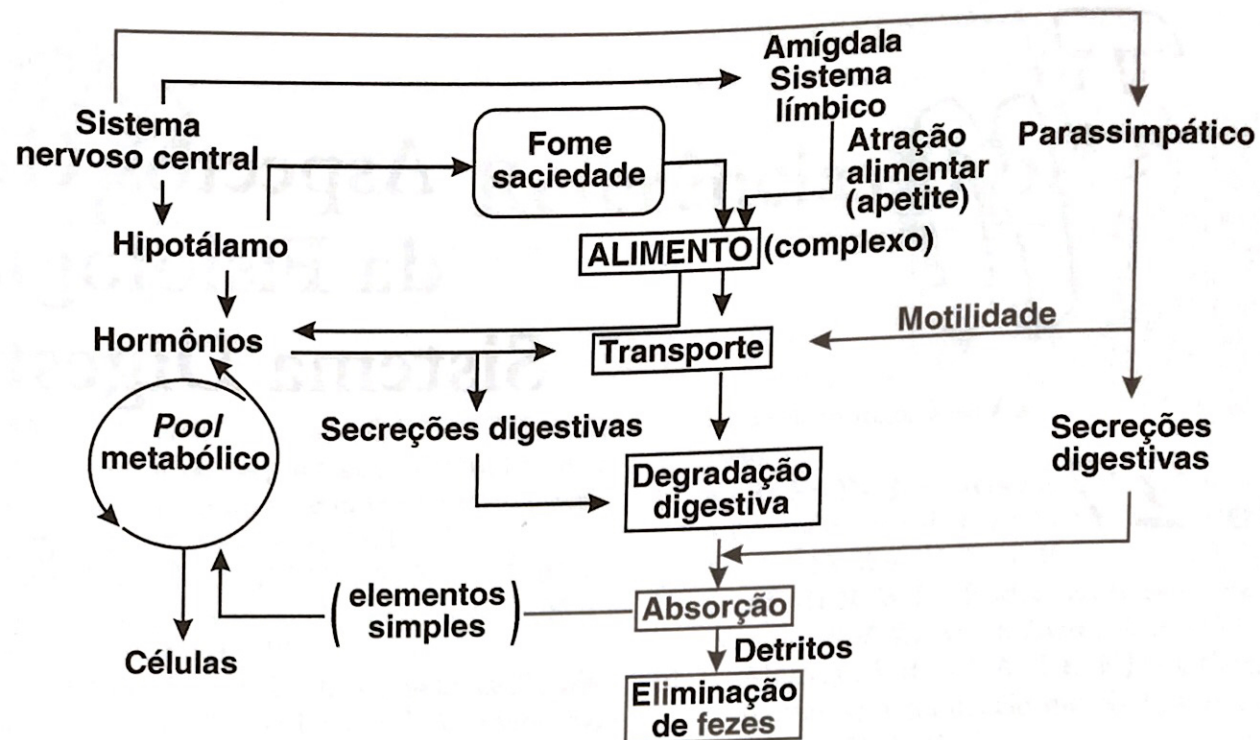 Amígdala
Sistema
límbico
Sistema
nervoso central
Fome
saciedade
Atração
alimentar
(apetite)
Parassimpático
Hipotálamo
ALIMENTO (complexo)
Hormônios
Transporte
Motilidade
Pool
metabólico
Secreções digestivas
Degradação
digestiva
Secreções
digestivas
(elementos
simples)
Absorção
Células
Detritos
Eliminação
de fezes